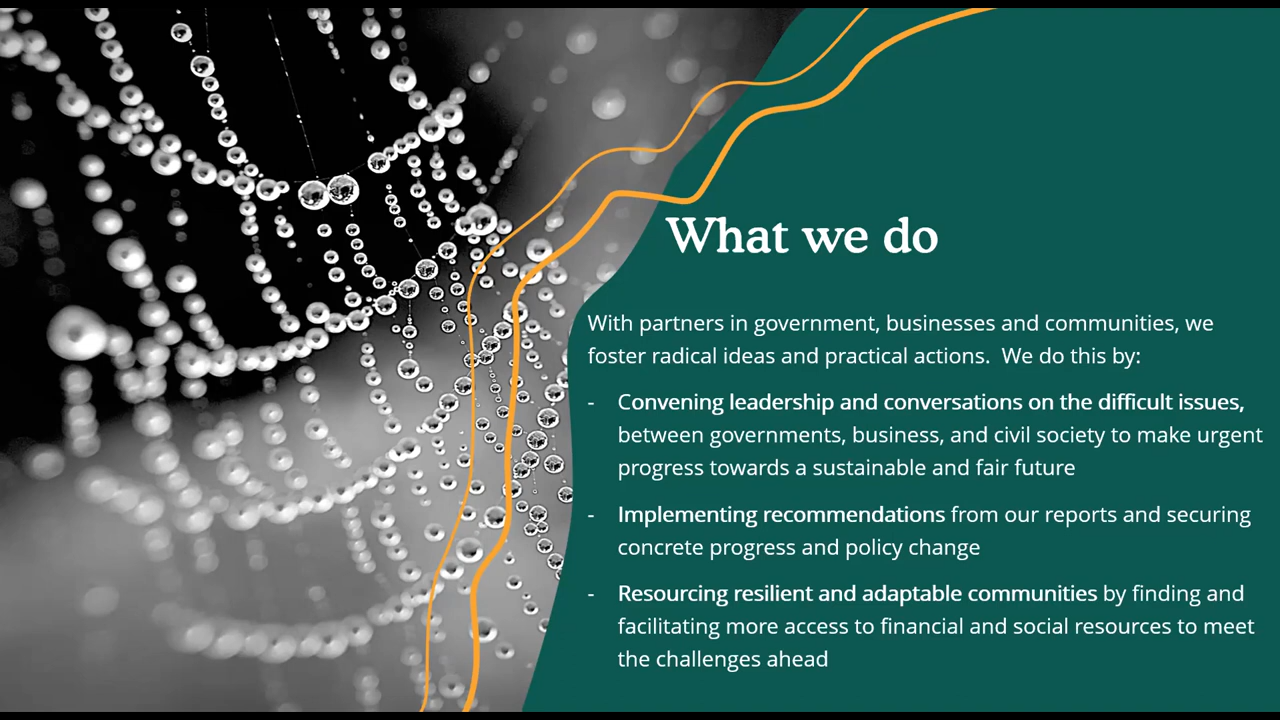 What we do
With partners in government, businesses and communities, we
foster radical ideas and practical actions.  We do this by:
- Convening leadership and conversations on the difficult issues,
between governments, business, and civil society to make urgent
progress towards a sustainable and fair future
- Implementing recommendations from our reports and securing
concrete progress and policy change
- Resourcing resilient and adaptable communities by finding and
facilitating more access to financial and social resources to meet
the challenges ahead